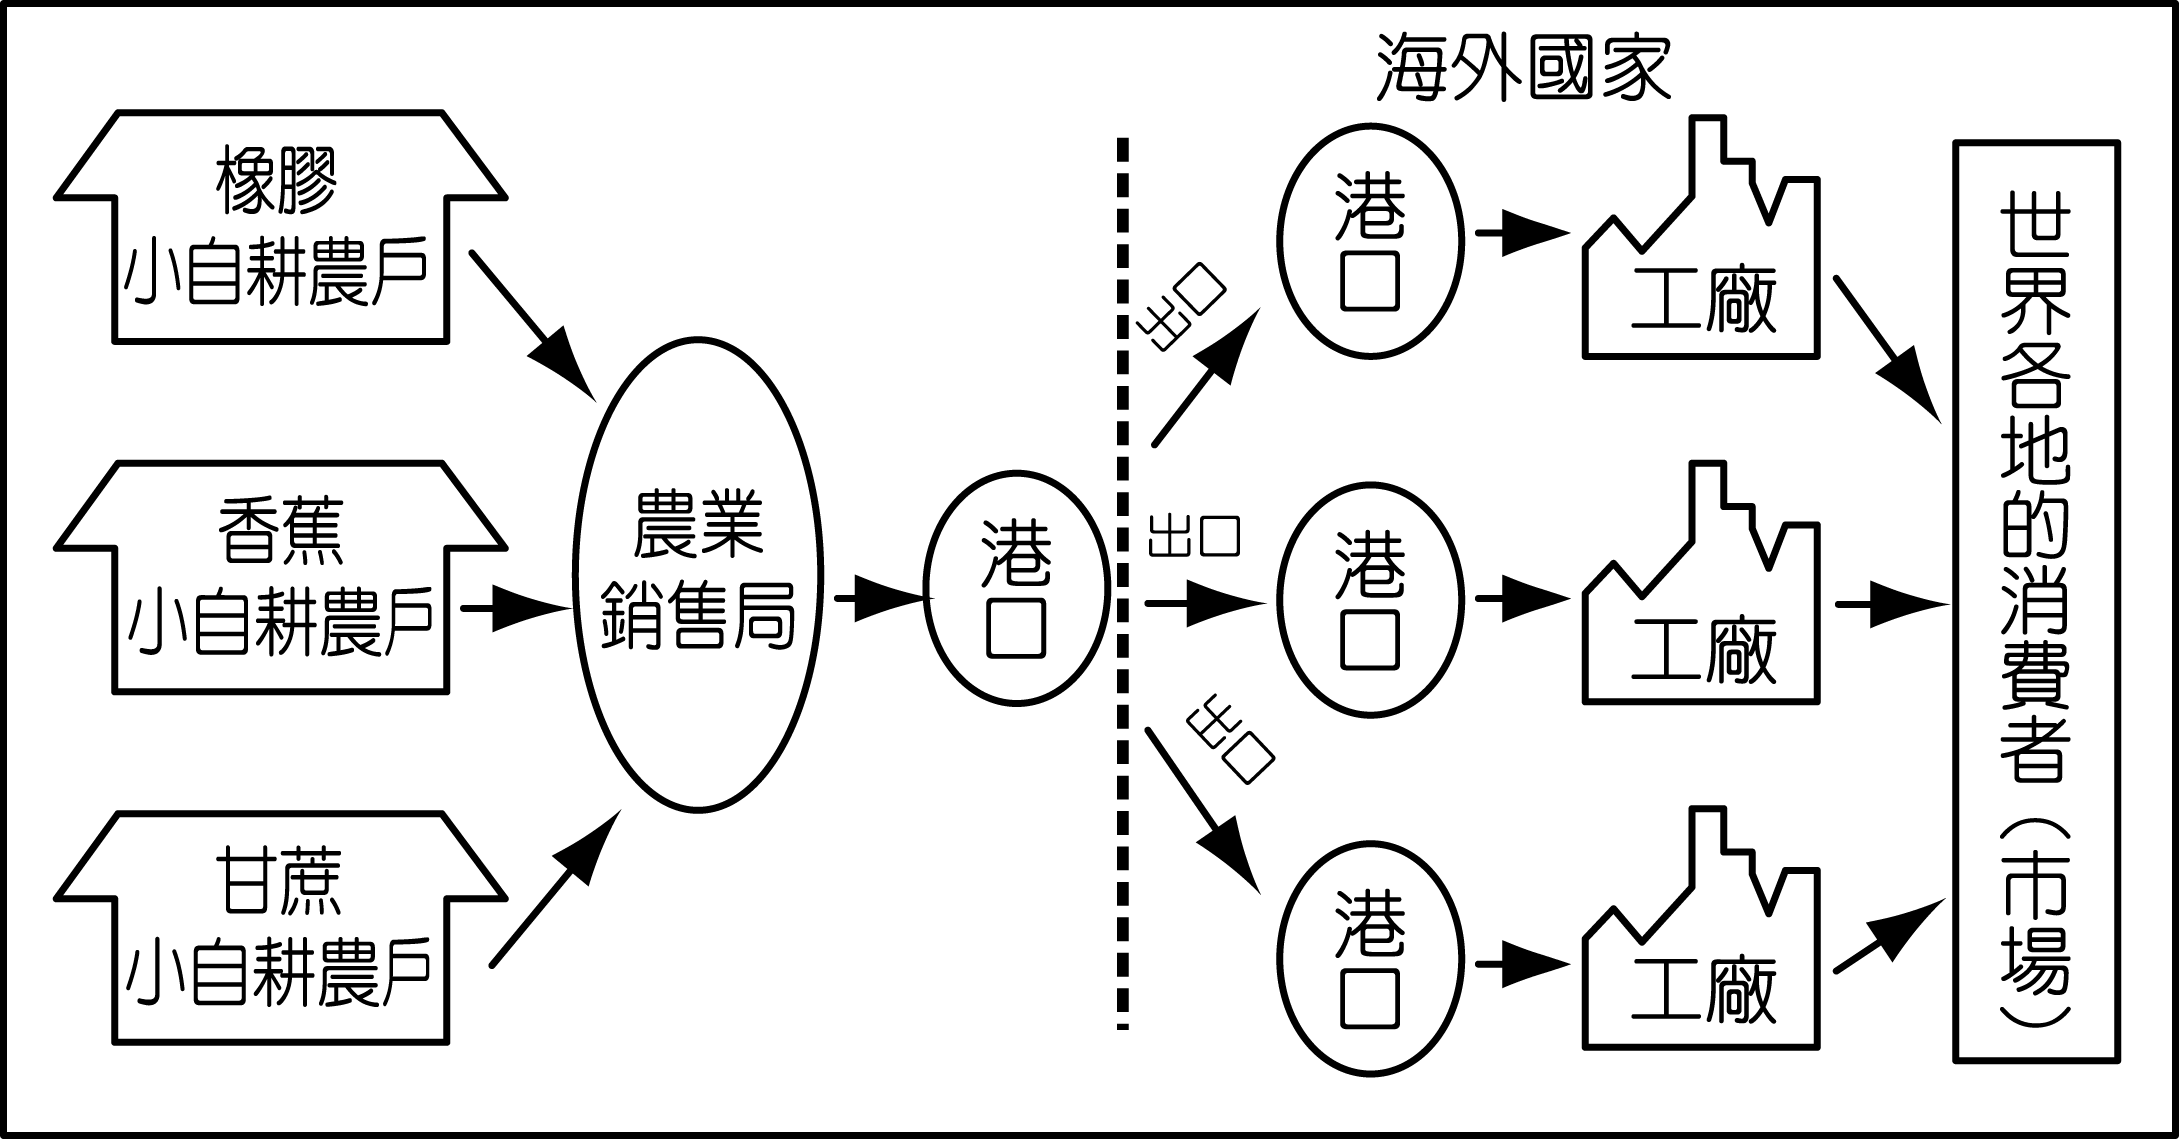 海外國家
橡膠
小自耕農戶
香蕉
小自耕農戶
甘蔗
小自耕農戶
農業
銷售局
港口
出口
出口
出口
港口
工廠
港口
工廠
港口
工廠
世界各地的消費者（市場）